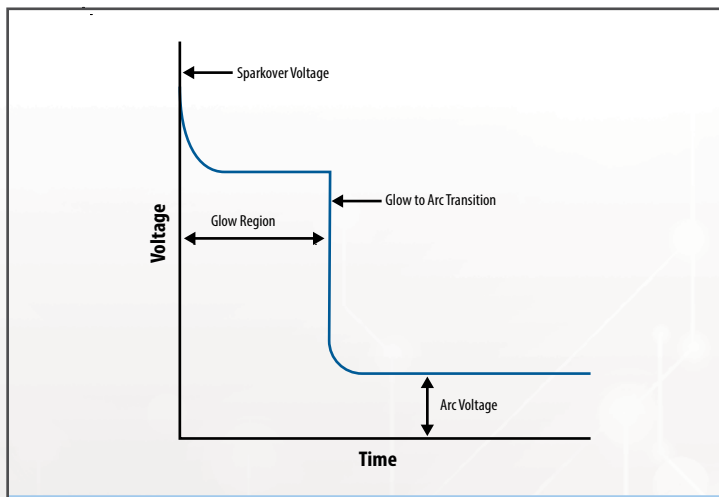 Sparkover Voltage
Glow to Arc Transition
Glow Region
Voltage
Arc Voltage
Time